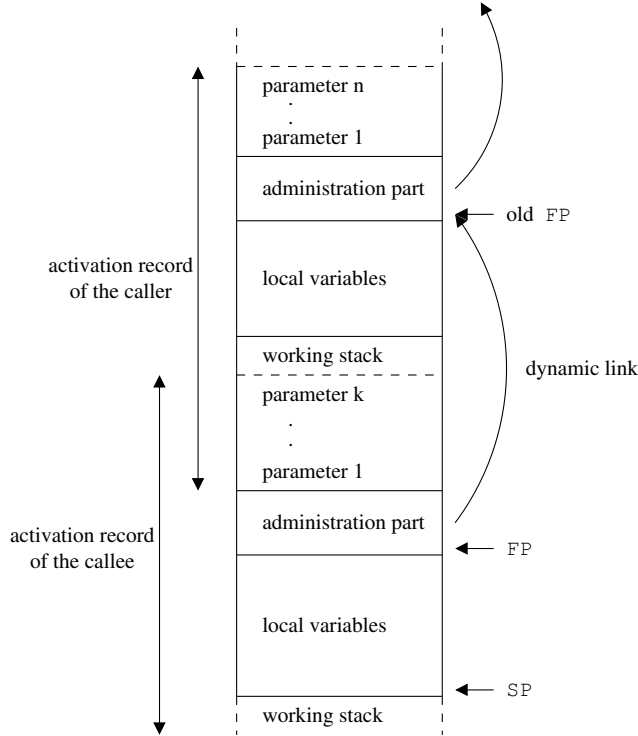 parameter n
.
.
parameter 1
administration part
old FP
activation record
of the caller
local variables
working stack
dynamic link
parameter k
.
.
parameter 1
activation record
of the callee
administration part
FP
local variables
SP
working stack